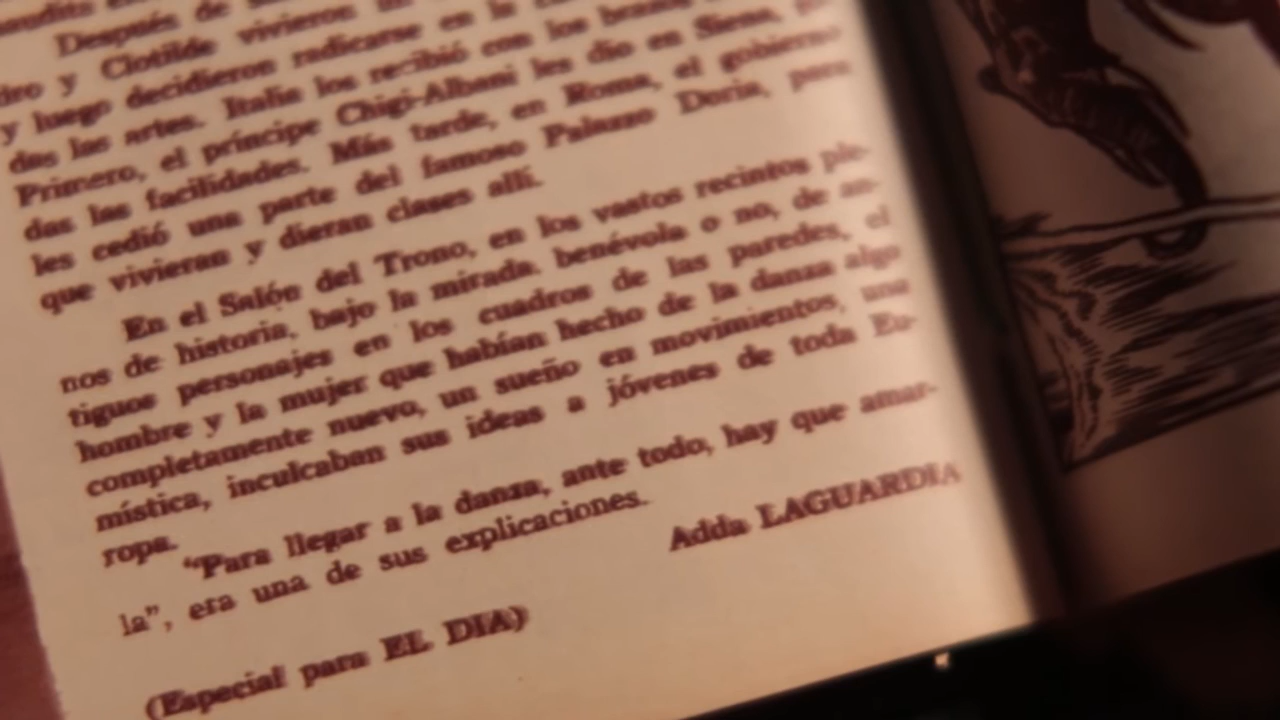 Después de
dro y Clotilde vivieron
y luego decidieron radicarse en la
das las artes. Italia los recibió con los brazos
Primero, el príncipe Chigi-Albani les dio en Siena,
das las facilidades. Más tarde, en Roma, el gobierno
les cedió una parte del famoso Palazzo Doria, para
que vivieran y dieran clases allí.
En el Salón del Trono, en los vastos recintos ple-
nos de historia, bajo la mirada. benévola o no, de an-
tiguos personajes en los cuadros de las paredes, el
hombre y la mujer que habían hecho de la danza algo
completamente nuevo, un sueño en movimientos, una
mística, inculcaban sus ideas a jóvenes de toda Eu-
ropa.
“Para llegar a la danza, ante todo, hay que amar-
la”, era una de sus explicaciones.
Adda LAGUARDIA
(Especial para EL DIA)